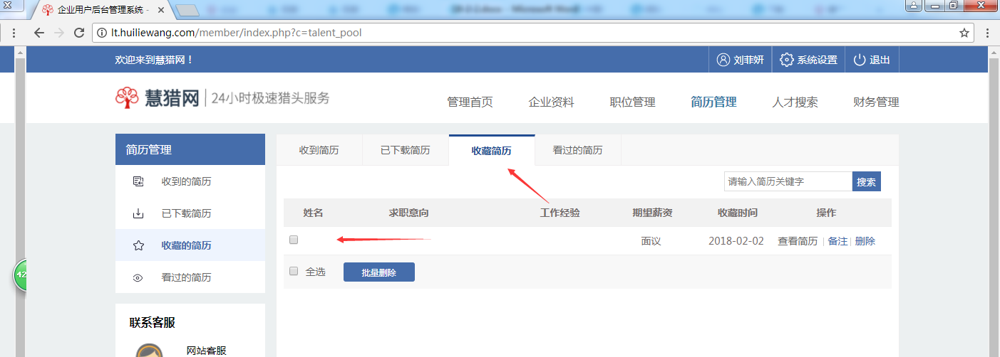 企业用户后台管理系统 -
lt.huiliewang.com/member/index.php?c=talent_pool
欢迎来到慧猎网！
刘菲妍
系统设置
退出
慧猎网
24小时极速猎头服务
管理首页
企业资料
职位管理
简历管理
人才搜索
财务管理
简历管理
收到的简历
已下载简历
收藏的简历
看过的简历
联系客服
网站客服
收到简历
已下载简历
收藏简历
看过的简历
请输入简历关键字
搜索
姓名 求职意向 工作经验 期望薪资 收藏时间 操作
面议 2018-02-02 查看简历 | 备注 | 删除
全选 批量删除
42